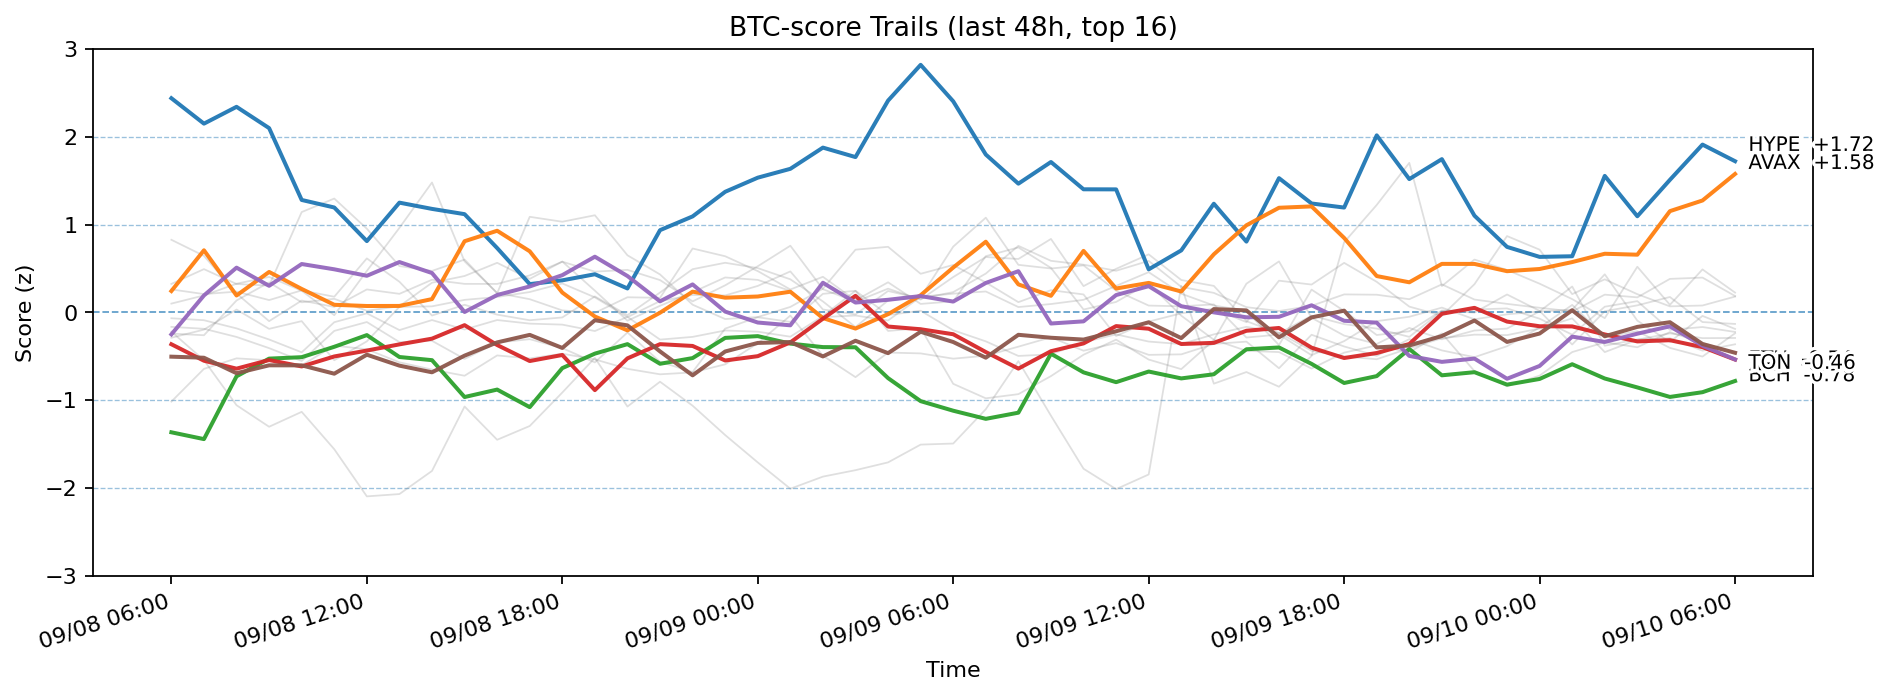 BTC-score Trails (last 48h, top 16)
Score (z)
3
2
1
0
−1
−2
−3
HYPE +1.72
AVAX +1.58
TON -0.46
BCH -0.78
09/08 06:00
09/08 12:00
09/08 18:00
09/09 00:00
09/09 06:00
09/09 12:00
09/09 18:00
09/10 00:00
09/10 06:00
Time